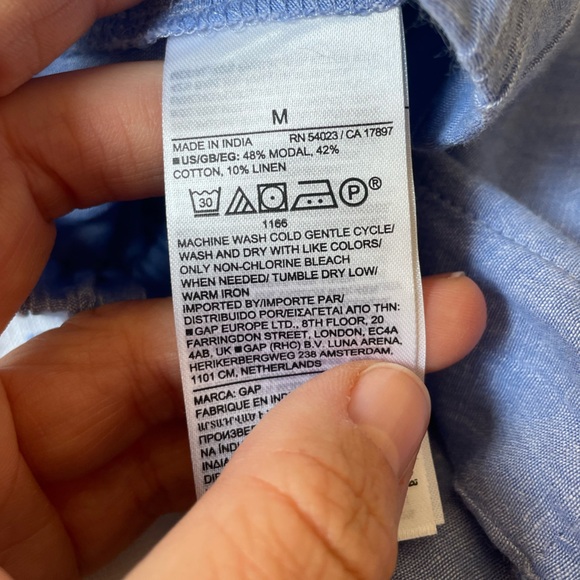 M
MADE IN INDIA RN 54023 / CA 17897
■US/GB/EG: 48% MODAL, 42%
COTTON, 10% LINEN
30 P ®
1166
MACHINE WASH COLD GENTLE CYCLE/
WASH AND DRY WITH LIKE COLORS/
ONLY NON-CHLORINE BLEACH
WHEN NEEDED/ TUMBLE DRY LOW/
WARM IRON
IMPORTED BY/IMPORTE PAR/
DISTRIBUIDO POR/ΕΙΣΑΓΕΤΑΙ ΑΠΟ ΤΗΝ:
■GAP EUROPE LTD., 8TH FLOOR, 20
FARRINGDON STREET, LONDON, EC4A
4AB, UK ■GAP (RHC) B.V. LUNA ARENA,
HERIKERBERGWEG 238 AMSTERDAM,
1101 CM, NETHERLANDS
MARCA: GAP
FABRIQUE EN
NA